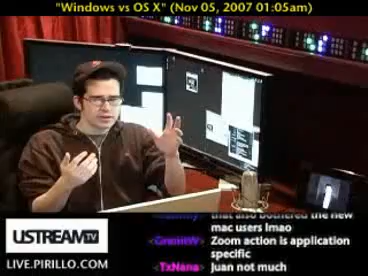 "Windows vs OS X" (Nov 05, 2007 01:05am)
that also bothered the new
mac users lmao
USTREAM TV
<GraniteW> Zoom action is application
specific
LIVE.PIRILLO.COM
<TxNana> Juan not much